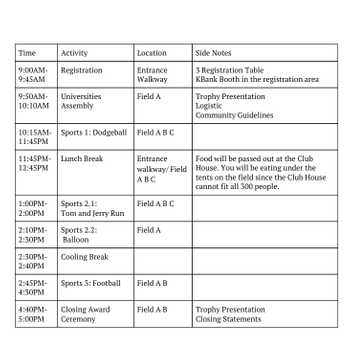 Time Activity Location Side Notes
9:00AM- Registration Entrance 3 Registration Table
9:45AM Walkway KBank Booth in the registration area
9:50AM- Universities Field A Trophy Presentation
10:10AM Assembly Logistic
Community Guidelines
10:15AM- Sports 1: Dodgeball Field A B C
11:45PM
11:45PM- Lunch Break Entrance Food will be passed out at the Club
12:45PM walkway/ Field House. You will be eating under the
A B C tents on the field since the Club House
cannot fit all 300 people.
1:00PM- Sports 2.1: Field A B C
2:00PM Tom and Jerry Run
2:10PM- Sports 2.2: Field A
2:30PM Balloon
2:30PM- Cooling Break
2:40PM
2:45PM- Sports 3: Football Field A B
4:30PM
4:40PM- Closing Award Field A B Trophy Presentation
5:00PM Ceremony Closing Statements